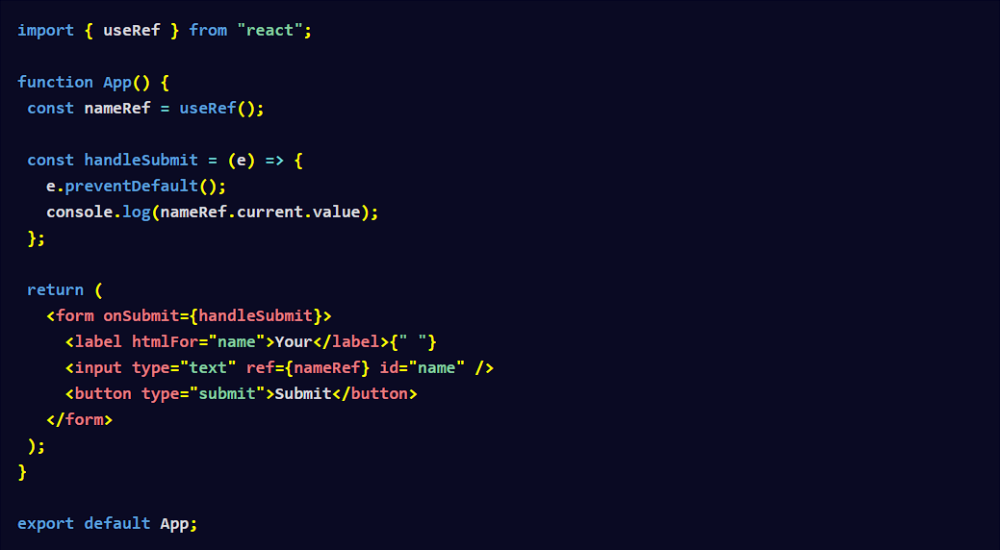 import { useRef } from "react";

function App() {
 const nameRef = useRef();

 const handleSubmit = (e) => {
   e.preventDefault();
   console.log(nameRef.current.value);
 };

 return (
   <form onSubmit={handleSubmit}>
     <label htmlFor="name">Your</label>{" "}
     <input type="text" ref={nameRef} id="name" />
     <button type="submit">Submit</button>
   </form>
 );
}

export default App;